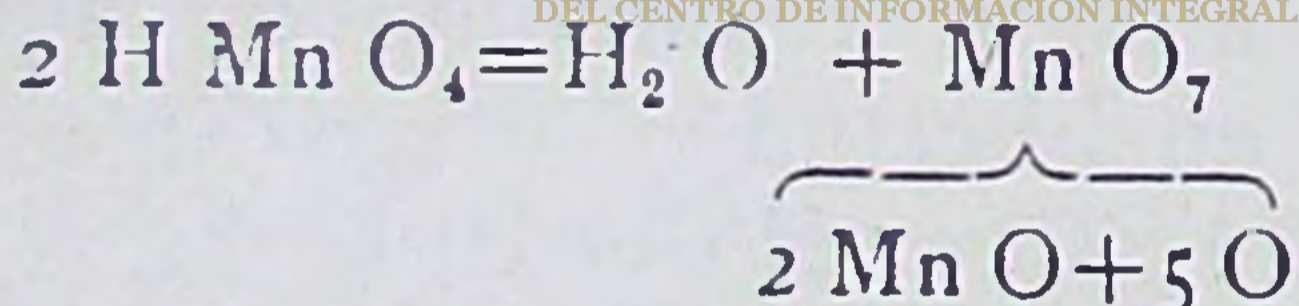 DEL CENTRO DE INFORMACION INTEGRAL
2 H Mn O₄=H₂ O + Mn O₇
2 Mn O+5 O